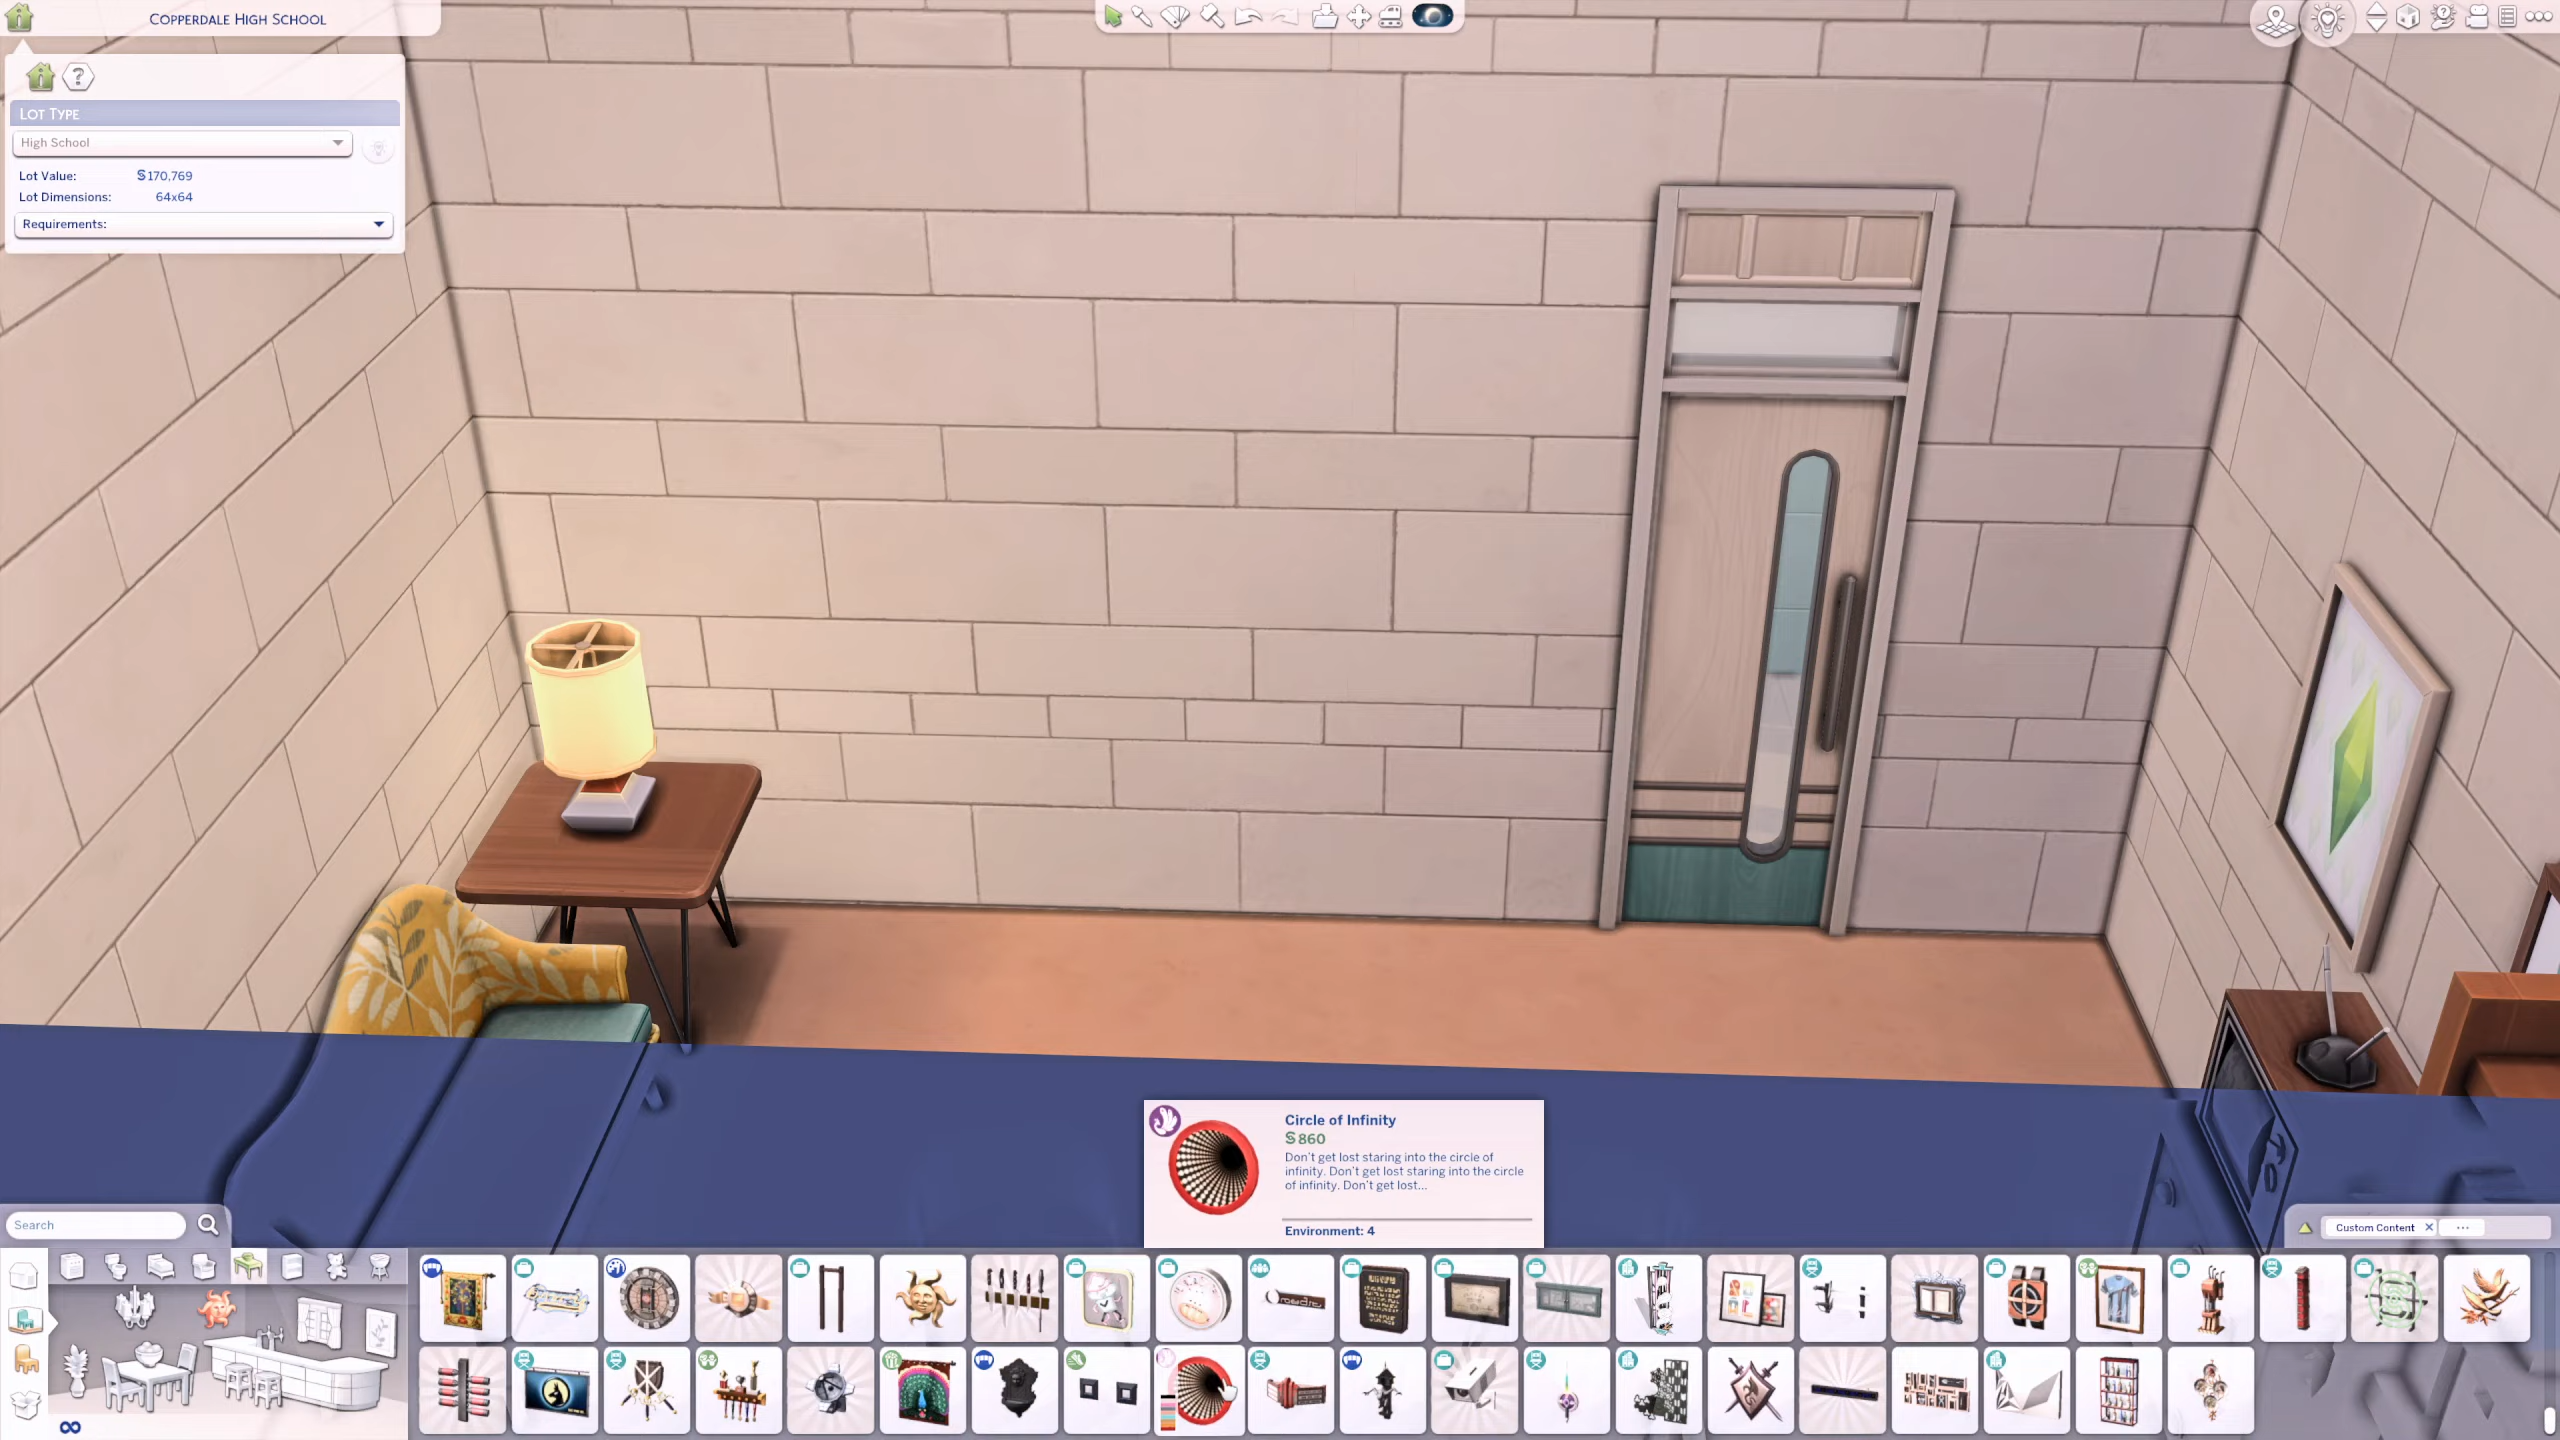 COPPERDALE HIGH SCHOOL
LOT TYPE
High School
Lot Value: §170,769
Lot Dimensions: 64x64
Requirements:
Circle of Infinity
§860
Don't get lost staring into the circle of
infinity. Don't get lost staring into the circle
of infinity. Don't get lost...
Environment: 4
Search
Custom Content